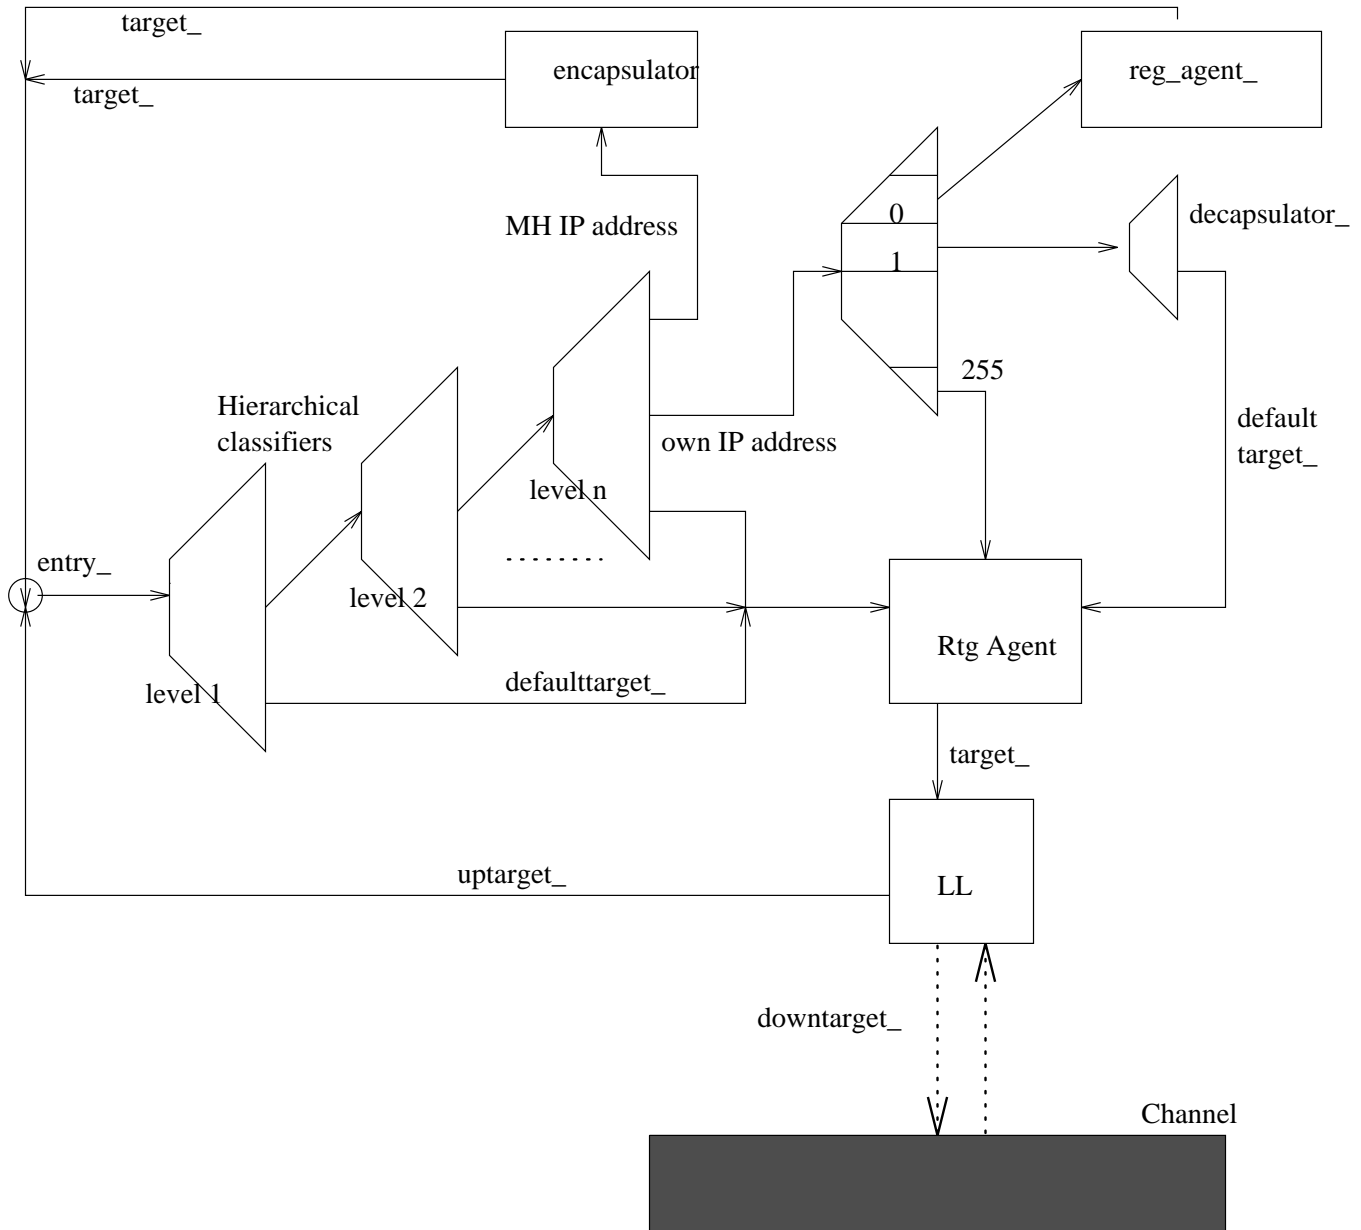 target_
encapsulator
reg_agent_
target_
MH IP address
0
decapsulator_
1
255
Hierarchical
classifiers
own IP address
default
target_
level n
entry_
level 2
Rtg Agent
level 1
defaulttarget_
target_
uptarget_
LL
downtarget_
Channel